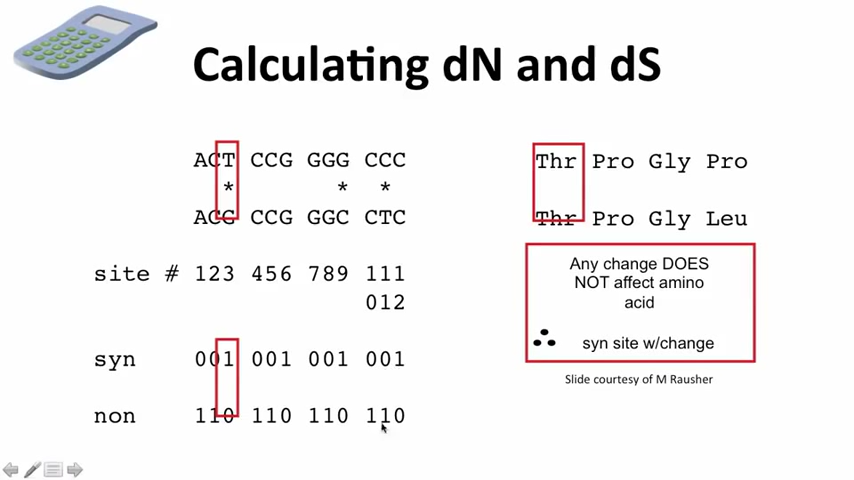 Calculating dN and dS
ACT CCG GGG CCC
* * *
ACG CCG GGC CTC
site # 123 456 789 111
012
syn 001 001 001 001
non 110 110 110 110
Thr Pro Gly Pro
Thr Pro Gly Leu
Any change DOES
NOT affect amino
acid
∴ syn site w/change
Slide courtesy of M Rausher